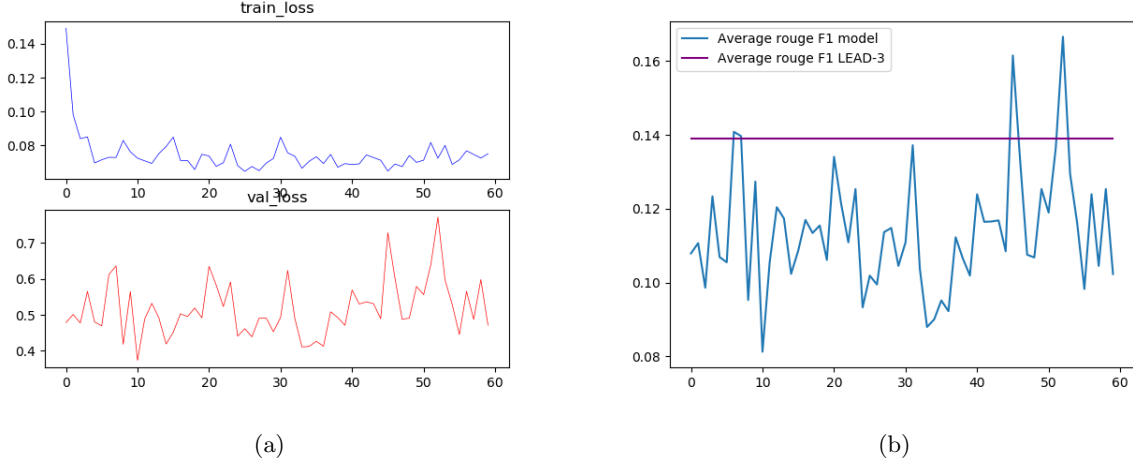 train_loss
0.14
0.12
0.10
0.08
0 10 20 30 40 50 60
val_loss
0.7
0.6
0.5
0.4
0 10 20 30 40 50 60
(a)
Average rouge F1 model
Average rouge F1 LEAD-3
0.16
0.14
0.12
0.10
0.08
0 10 20 30 40 50 60
(b)